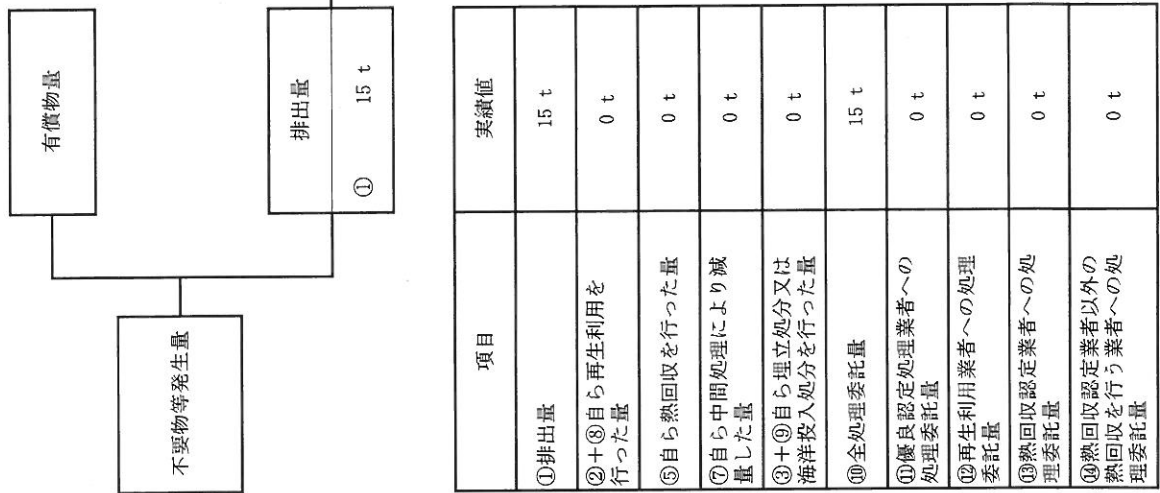 不要物等発生量
有償物量
排出量
① 15 t
項目 実績値
①排出量 15 t
②+⑧自ら再生利用を
行った量 0 t
⑤自ら熱回収を行った量 0 t
⑦自ら中間処理により減
量した量 0 t
③+⑨自ら埋立処分又は
海洋投入処分を行った量 0 t
⑩全処理委託量 15 t
⑪優良認定処理業者への
処理委託量 0 t
⑫再生利用業者への処理
委託量 0 t
⑬熱回収認定業者への処
理委託量 0 t
⑭熱回収認定業者以外の
熱回収を行う業者への処
理委託量 0 t